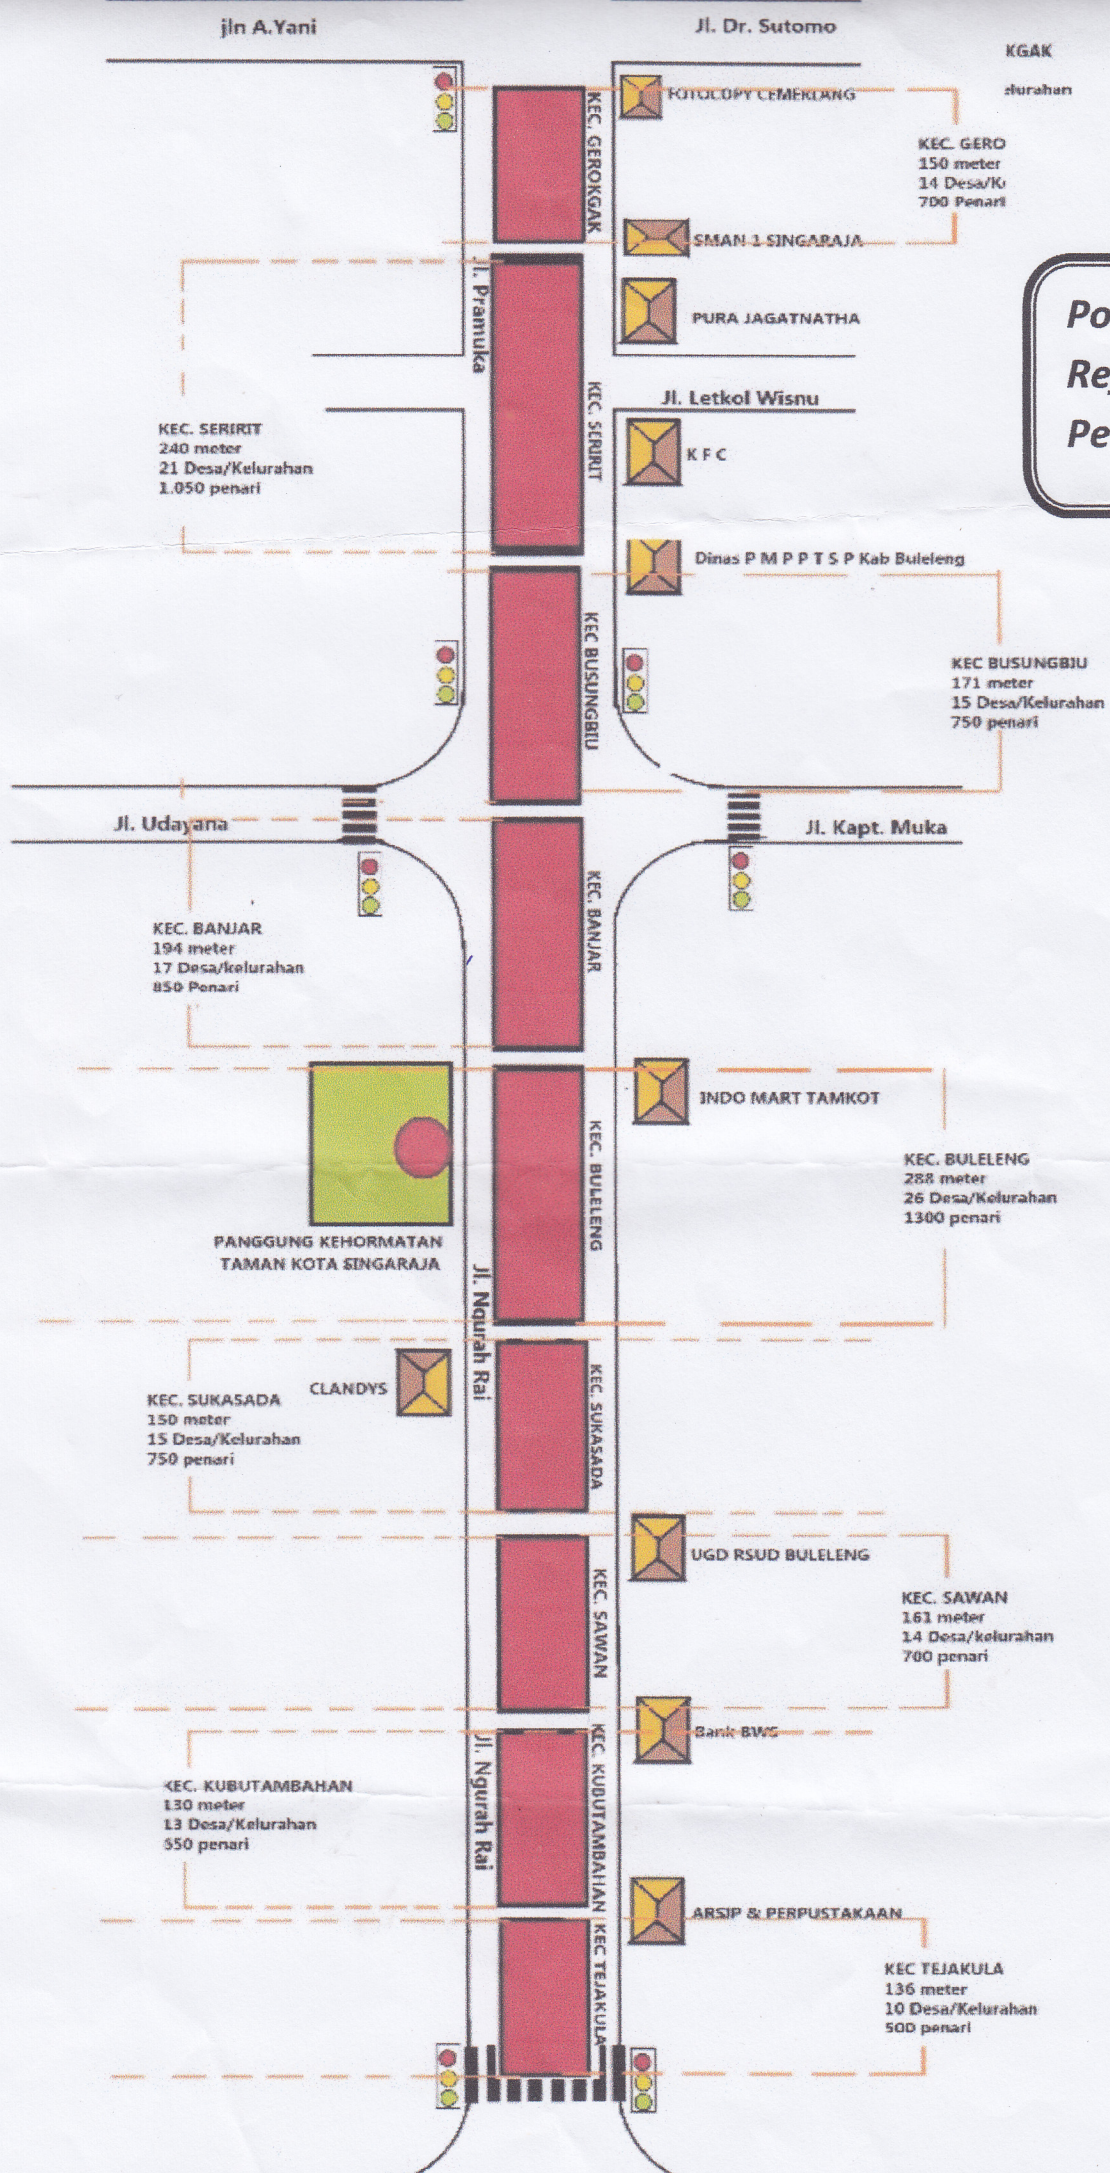 jln A.Yani
Jl. Dr. Sutomo
KGAK
elurahan
FOTOCOPY CEMERLANG
KEC. GEROKGAK
KEC. GERO
150 meter
14 Desa/K
700 Penari
SMAN 1 SINGARAJA
Jl. Pramuka
PURA JAGATNATHA
Po
Rej
Pe
Jl. Letkol Wisnu
KEC. SERIRIT
KEC. SERIRIT
240 meter
21 Desa/Kelurahan
1.050 penari
K F C
Dinas P M P P T S P Kab Buleleng
KEC BUSUNGBIU
KEC BUSUNGBIU
171 meter
15 Desa/Kelurahan
750 penari
Jl. Udayana
Jl. Kapt. Muka
KEC. BANJAR
KEC. BANJAR
194 meter
17 Desa/kelurahan
850 Penari
INDO MART TAMKOT
KEC. BULELENG
KEC. BULELENG
288 meter
26 Desa/Kelurahan
1300 penari
PANGGUNG KEHORMATAN
TAMAN KOTA SINGARAJA
Jl. Ngurah Rai
CLANDYS
KEC. SUKASADA
KEC. SUKASADA
150 meter
15 Desa/Kelurahan
750 penari
UGD RSUD BULELENG
KEC. SAWAN
KEC. SAWAN
161 meter
14 Desa/kelurahan
700 penari
Bank BWS
Jl. Ngurah Rai
KEC. KUBUTAMBAHAN
KEC. KUBUTAMBAHAN
130 meter
13 Desa/Kelurahan
650 penari
ARSIP & PERPUSTAKAAN
KEC TEJAKULA
KEC TEJAKULA
136 meter
10 Desa/Kelurahan
500 penari